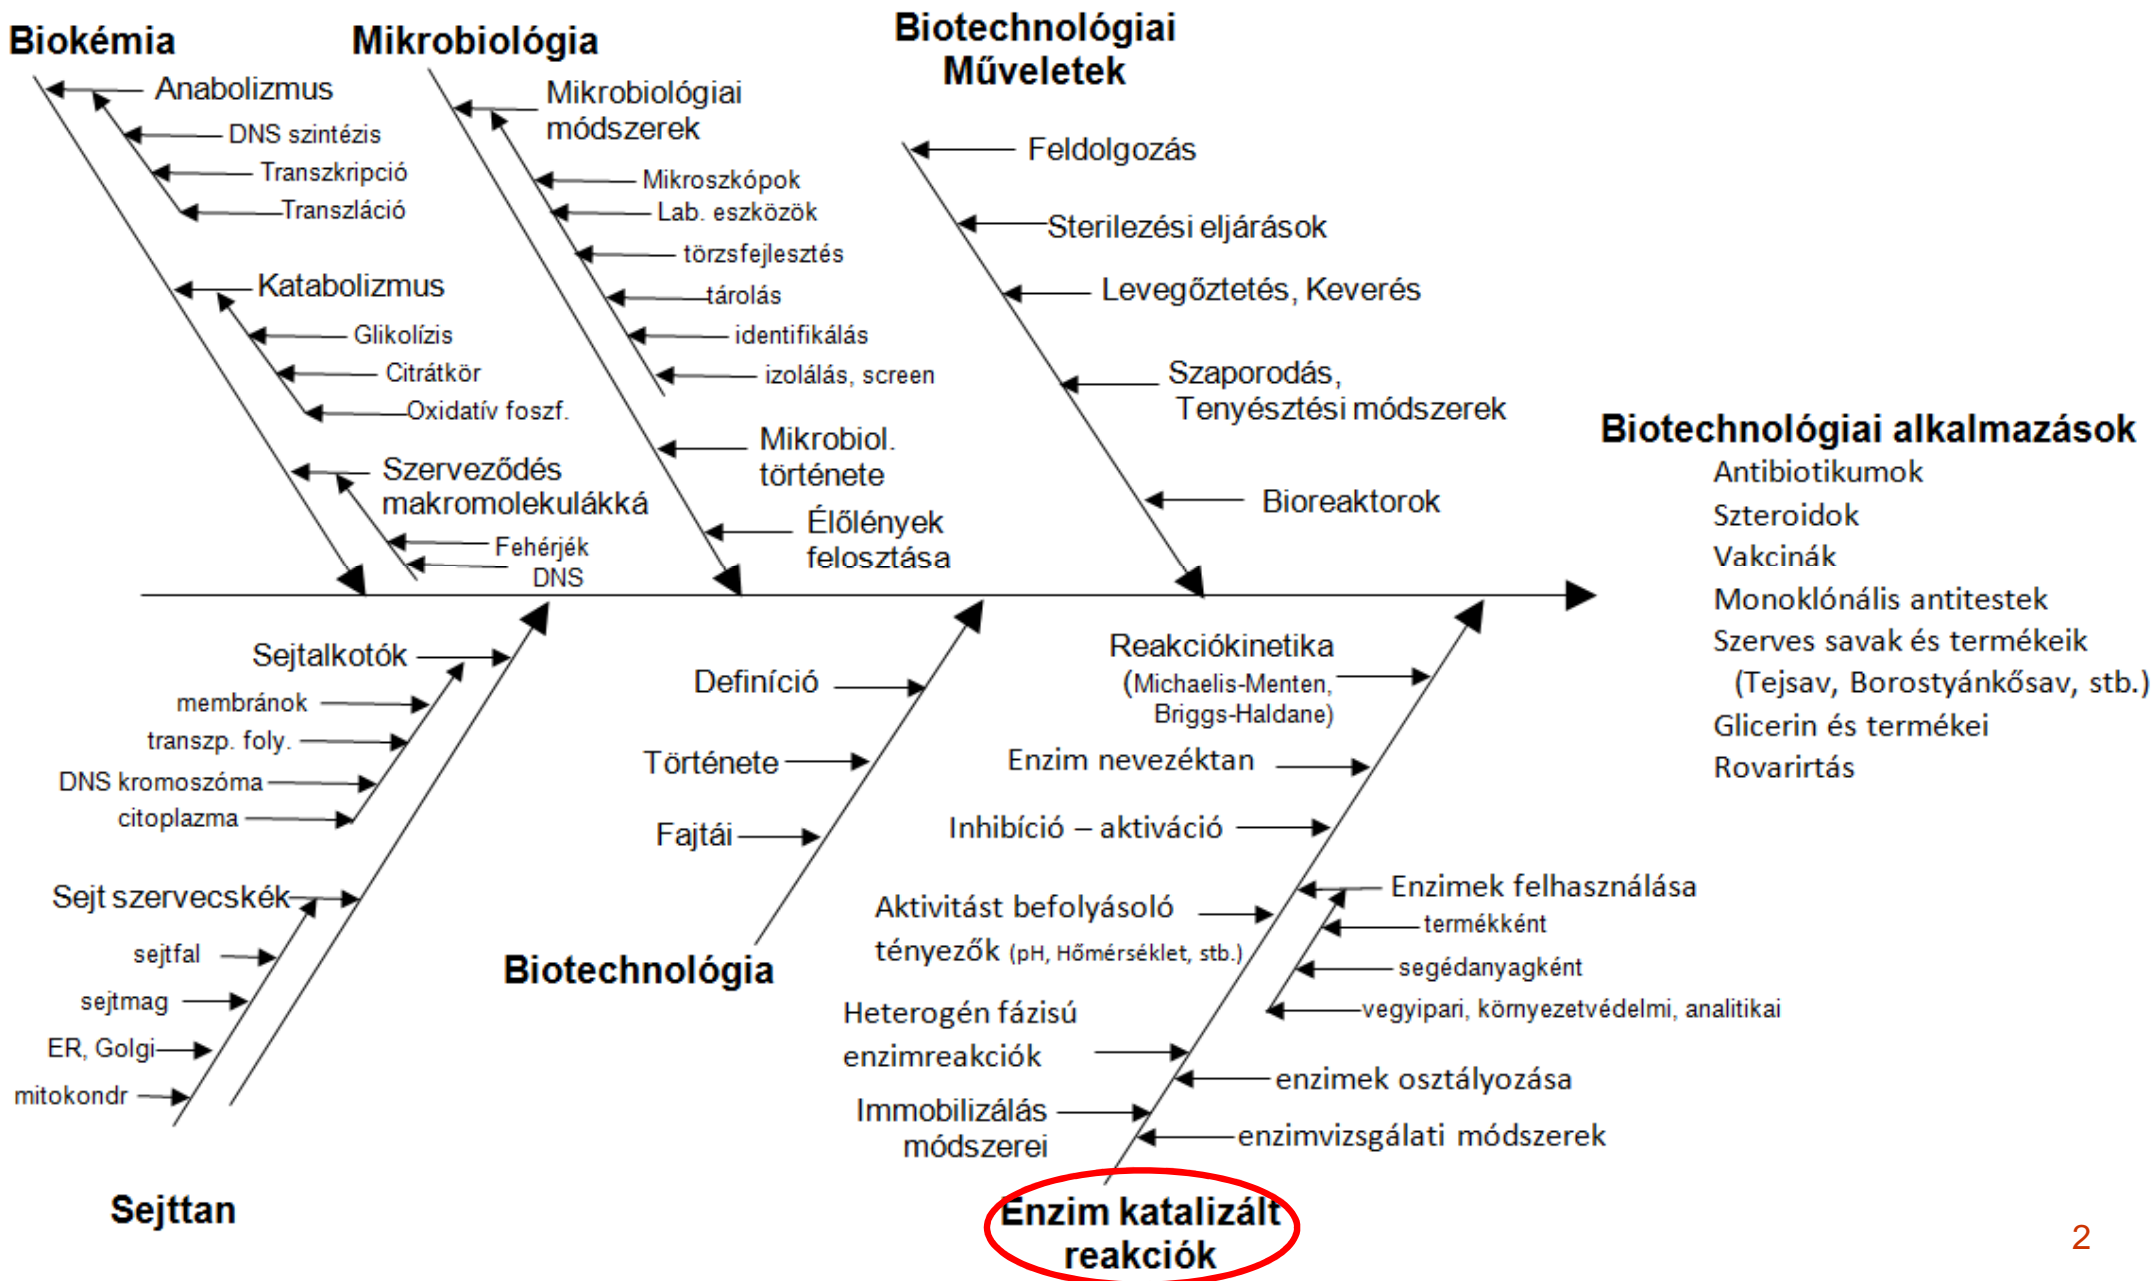 Biokémia
Anabolizmus
DNS szintézis
Transzkripció
Transzláció
Katabolizmus
Glikolízis
Citrátkör
Oxidatív foszf.
Szerveződés
makromolekulákká
Fehérjék
DNS
Mikrobiológia
Mikrobiológiai
módszerek
Mikroszkópok
Lab. eszközök
törzsfejlesztés
tárolás
identifikálás
izolálás, screen
Mikrobiol.
története
Élőlények
felosztása
Biotechnológiai
Műveletek
Feldolgozás
Sterilezési eljárások
Levegőztetés, Keverés
Szaporodás,
Tenyésztési módszerek
Bioreaktorok
Biotechnológiai alkalmazások
Antibiotikumok
Szteroidok
Vakcinák
Monoklónális antitestek
Szerves savak és termékeik
(Tejsav, Borostyánkősav, stb.)
Glicerin és termékei
Rovarirtás
Sejtalkotók
membránok
transzp. foly.
DNS kromoszóma
citoplazma
Sejt szervecskék
sejtfal
sejtmag
ER, Golgi
mitokondr
Sejttan
Definíció
Története
Fajtái
Biotechnológia
Reakciókinetika
(Michaelis-Menten,
Briggs-Haldane)
Enzim nevezéktan
Inhibíció – aktiváció
Aktivitást befolyásoló
tényezők (pH, Hőmérséklet, stb.)
Heterogén fázisú
enzimreakciók
Immobilizálás
módszerei
Enzimek felhasználása
termékként
segédanyagként
vegyipari, környezetvédelmi, analitikai
enzimek osztályozása
enzimvizsgálati módszerek
Enzim katalizált
reakciók
2